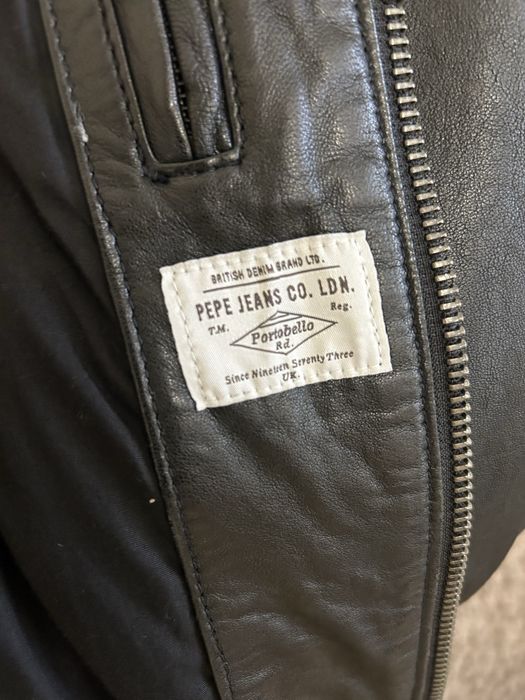 BRITISH DENIM BRAND LTD.
PEPE JEANS CO. LDN.
T.M. Reg.
Portobello
Rd.
Since Nineteen Seventy Three
UK.